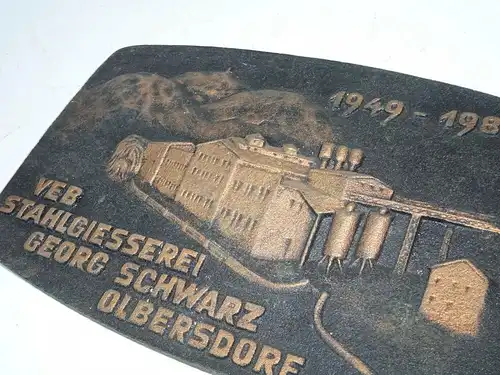 1949 - 198
VEB
STAHLGIESSEREI
GEORG SCHWARZ
OLBERSDORF